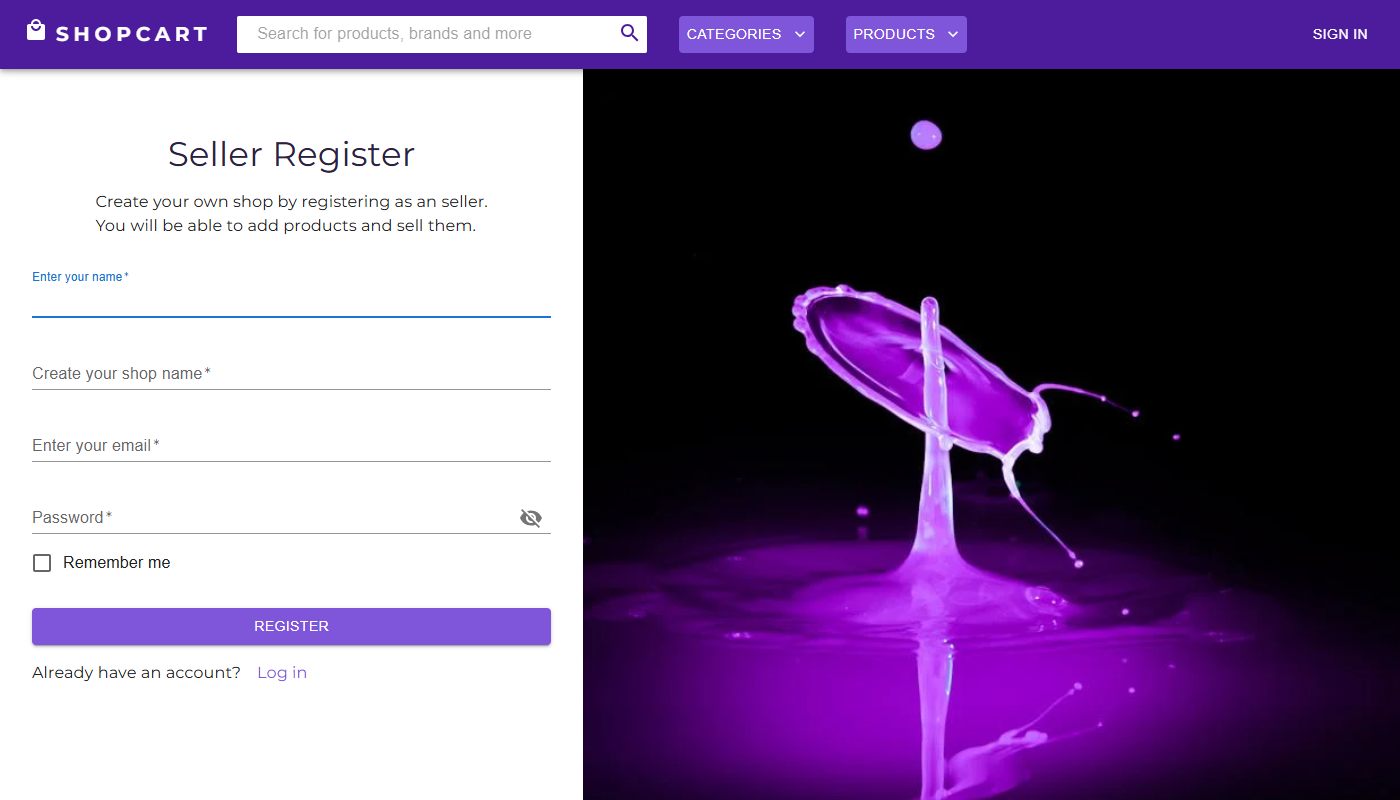 SHOPCART
Search for products, brands and more
CATEGORIES
PRODUCTS
SIGN IN
Seller Register
Create your own shop by registering as an seller.
You will be able to add products and sell them.
Enter your name *
Create your shop name *
Enter your email *
Password *
Remember me
REGISTER
Already have an account? Log in